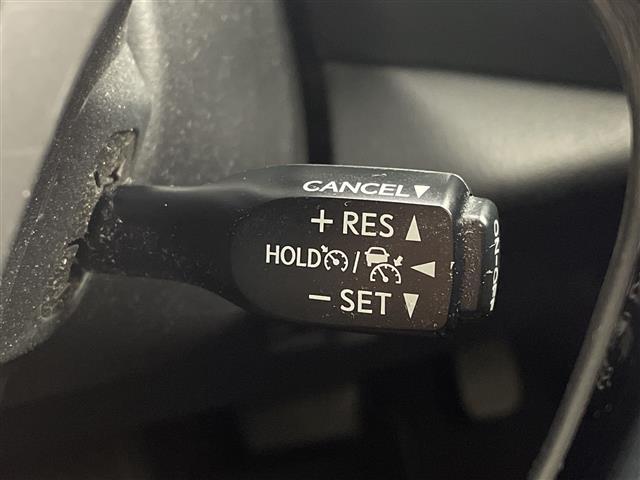 CANCEL▼
+ RES ▲
HOLD / ◄
− SET ▼
ON-OFF